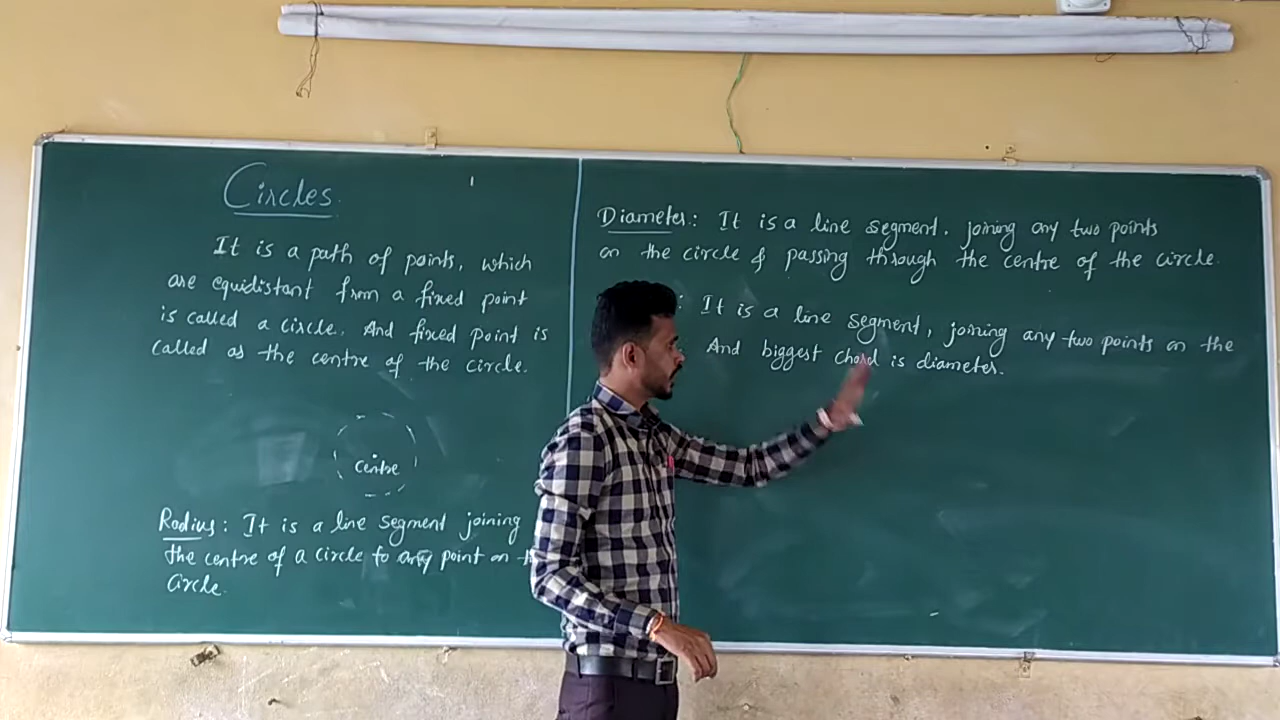 Circles.
It is a path of points, which
are equidistant from a fixed point
is called a circle. And fixed point is
called as the centre of the circle.
Centre
Radius: It is a line segment joining
the centre of a circle to any point on
circle.
Diameter: It is a line segment, joining any two points
on the circle & passing through the centre of the circle.
: It is a line segment, joining any two points on the
And biggest chord is diameter.